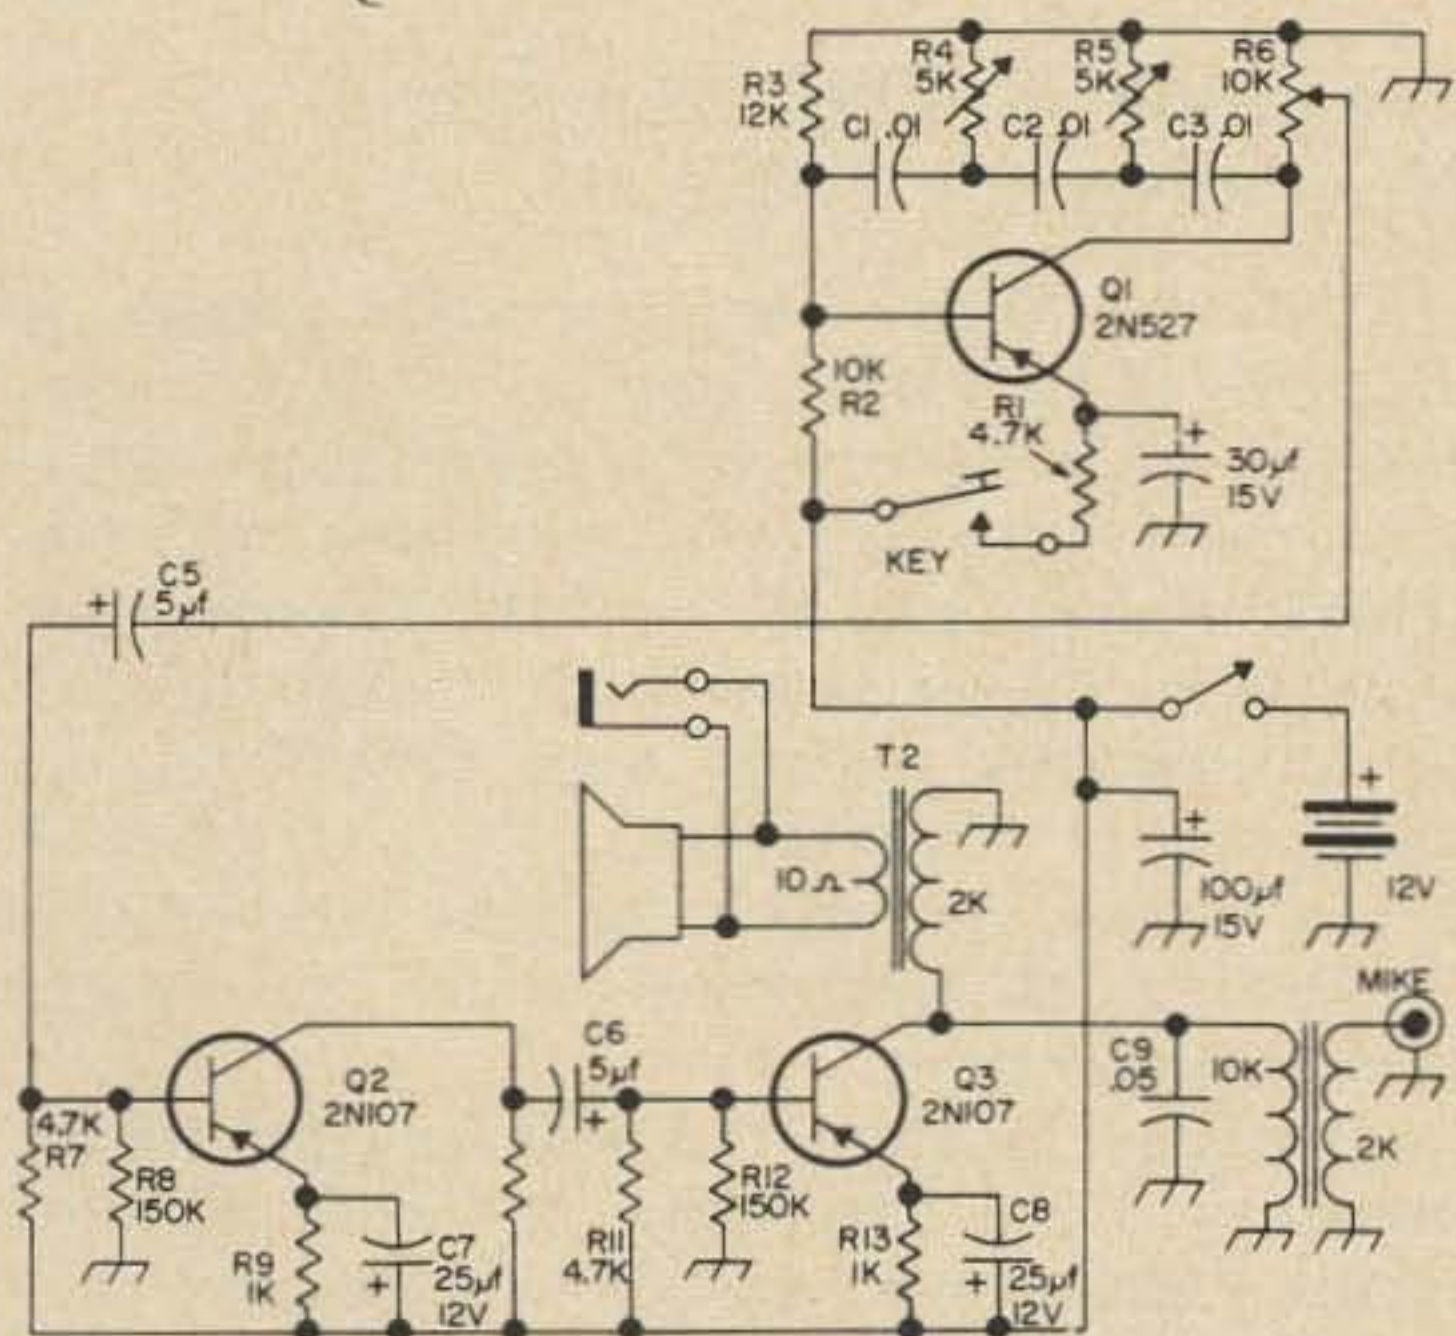 R3
12K
R4
5K
R5
5K
R6
10K
C1 .01
C2 .01
C3 .01
Q1
2N527
10K
R2
R1
4.7K
+
30µf
15V
KEY
C5
+ 5µf
T2
10Ω
2K
+
100µf
15V
+
12V
MIKE
C6
5µf
+
Q2
2N107
Q3
2N107
C9
.05
10K
2K
4.7K
R7
R8
150K
R9
1K
C7
25µf
+
12V
R11
4.7K
R12
150K
R13
1K
C8
25µf
+
12V